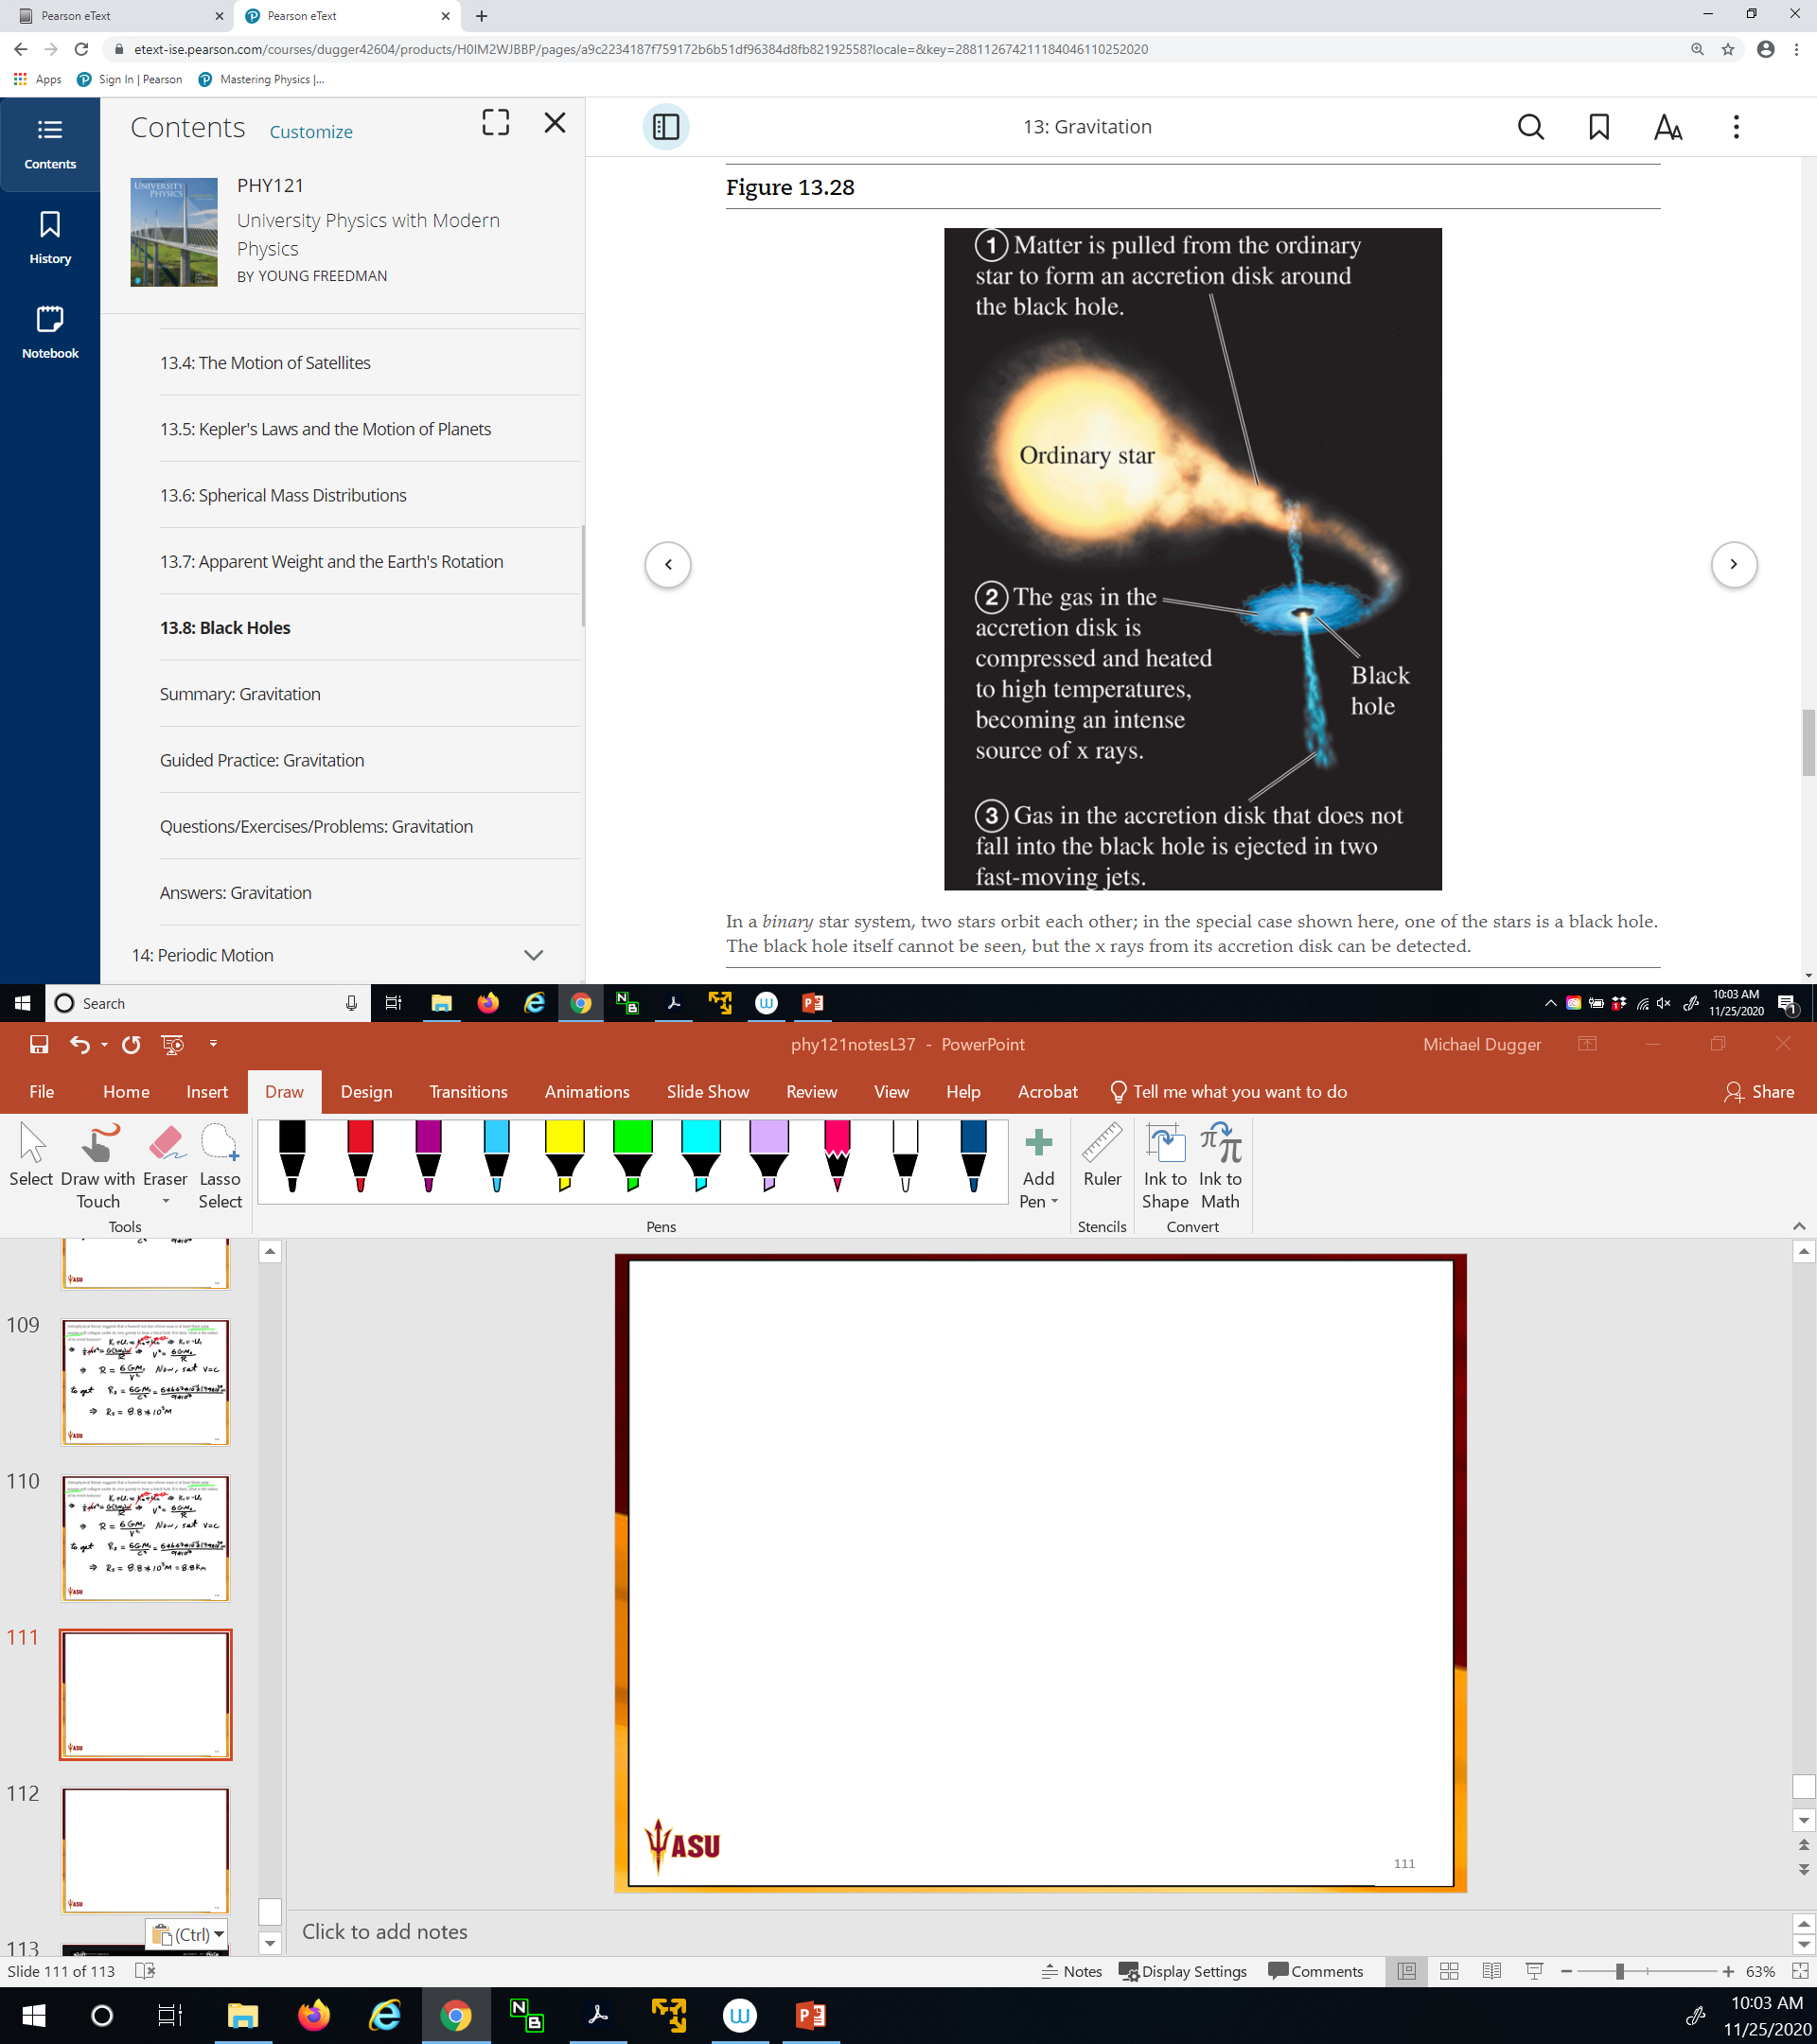 Pearson eText
Pearson eText
etext-ise.pearson.com/courses/dugger42604/products/H0IM2WJBBP/pages/a9c2234187f759172b6b51df96384d8fb82192558?locale=&key=288112674211184046110252020
Apps Sign In | Pearson Mastering Physics |...
Contents
History
Notebook
Contents Customize
PHY121
University Physics with Modern
Physics
BY YOUNG FREEDMAN
13.4: The Motion of Satellites
13.5: Kepler's Laws and the Motion of Planets
13.6: Spherical Mass Distributions
13.7: Apparent Weight and the Earth's Rotation
13.8: Black Holes
Summary: Gravitation
Guided Practice: Gravitation
Questions/Exercises/Problems: Gravitation
Answers: Gravitation
14: Periodic Motion
13: Gravitation
Figure 13.28
1 Matter is pulled from the ordinary
star to form an accretion disk around
the black hole.
Ordinary star
2 The gas in the
accretion disk is
compressed and heated
to high temperatures,
becoming an intense
source of x rays.
Black
hole
3 Gas in the accretion disk that does not
fall into the black hole is ejected in two
fast-moving jets.
In a binary star system, two stars orbit each other; in the special case shown here, one of the stars is a black hole.
The black hole itself cannot be seen, but the x rays from its accretion disk can be detected.
Search
10:03 AM
11/25/2020
phy121notesL37 - PowerPoint
Michael Dugger
File Home Insert Draw Design Transitions Animations Slide Show Review View Help Acrobat Tell me what you want to do Share
Select
Draw with
Touch
Eraser
Lasso
Select
Tools
Pens
Add
Pen
Ruler
Stencils
Ink to
Shape
Ink to
Math
Convert
109
110
111
112
113
(Ctrl)
ASU
111
Click to add notes
Slide 111 of 113
Notes Display Settings Comments 63%
10:03 AM
11/25/2020